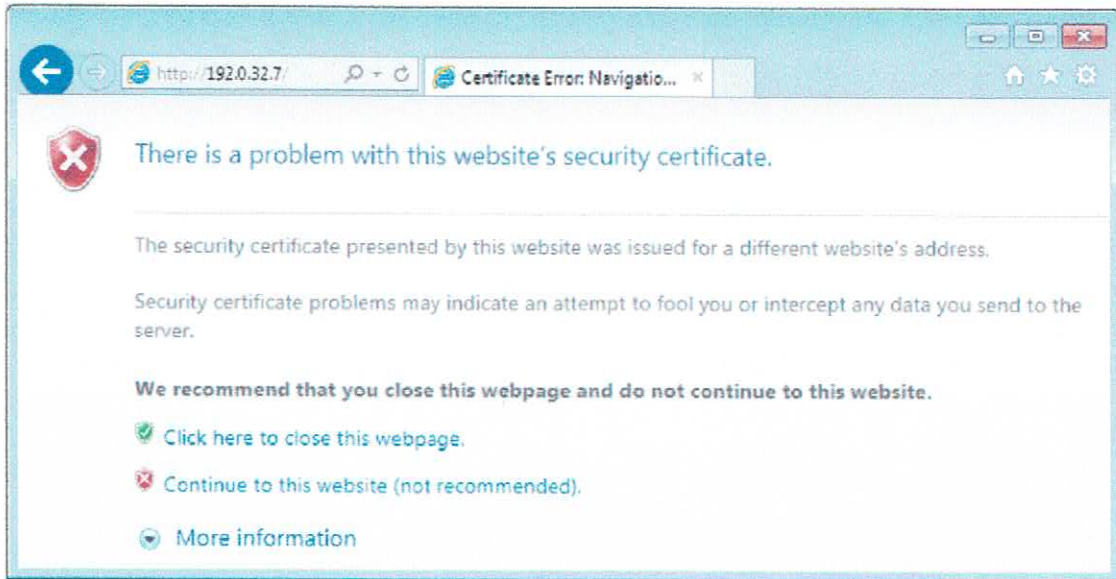 http://192.0.32.7/
Certificate Error: Navigatio...
There is a problem with this website's security certificate.
The security certificate presented by this website was issued for a different website's address.
Security certificate problems may indicate an attempt to fool you or intercept any data you send to the
server.
We recommend that you close this webpage and do not continue to this website.
Click here to close this webpage.
Continue to this website (not recommended).
More information